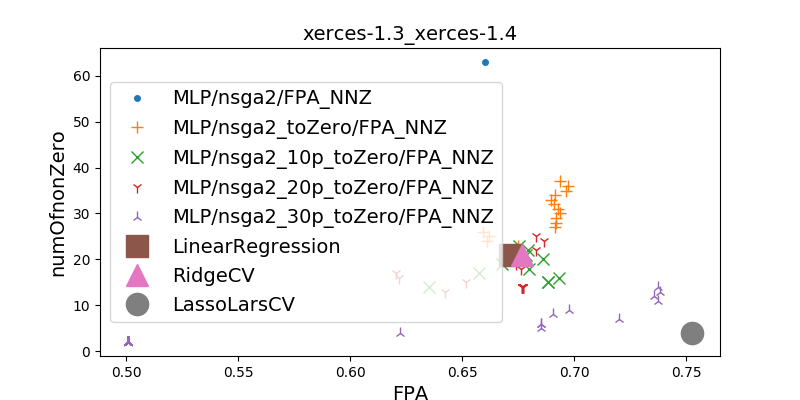 xerces-1.3_xerces-1.4
numOfnonZero
60
50
40
30
20
10
0
MLP/nsga2/FPA_NNZ
MLP/nsga2_toZero/FPA_NNZ
MLP/nsga2_10p_toZero/FPA_NNZ
MLP/nsga2_20p_toZero/FPA_NNZ
MLP/nsga2_30p_toZero/FPA_NNZ
LinearRegression
RidgeCV
LassoLarsCV
0.50 0.55 0.60 0.65 0.70 0.75
FPA